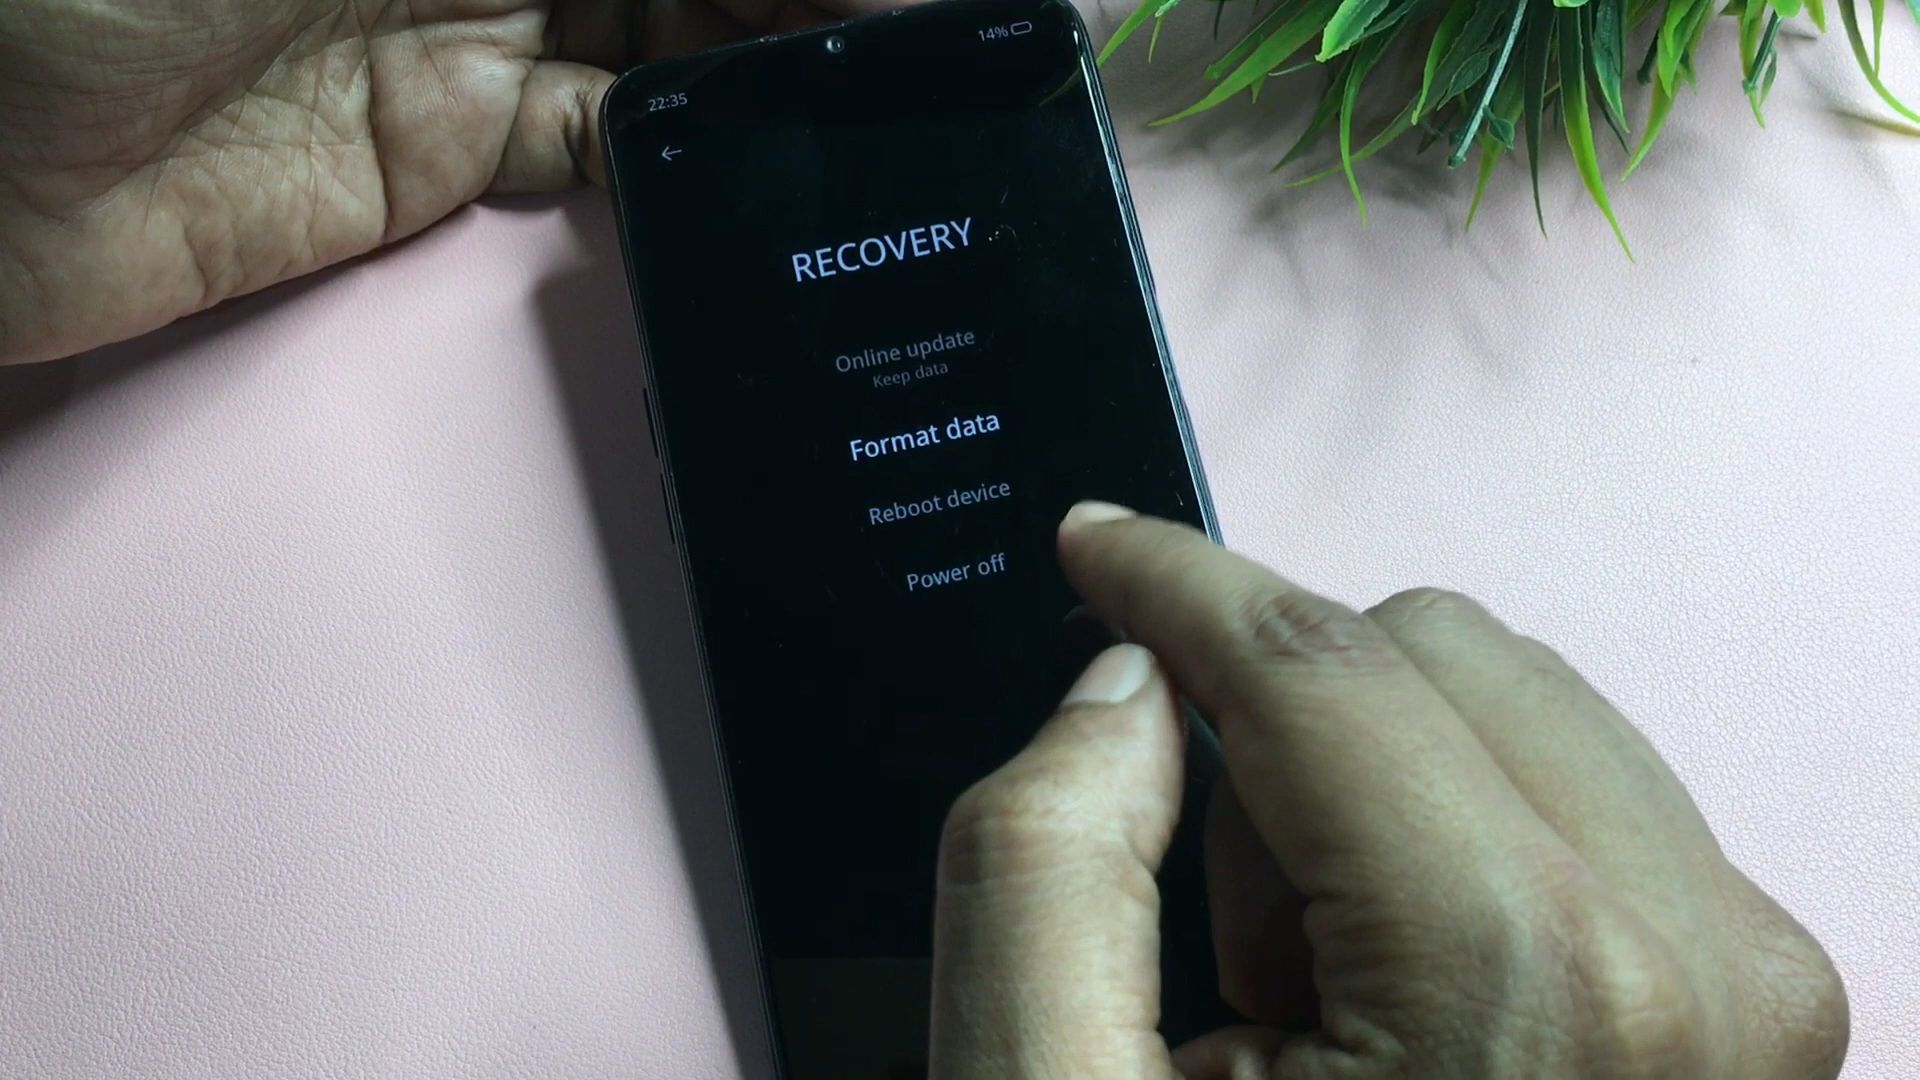 14%
22:35
RECOVERY
Online update
Keep data
Format data
Reboot device
Power off